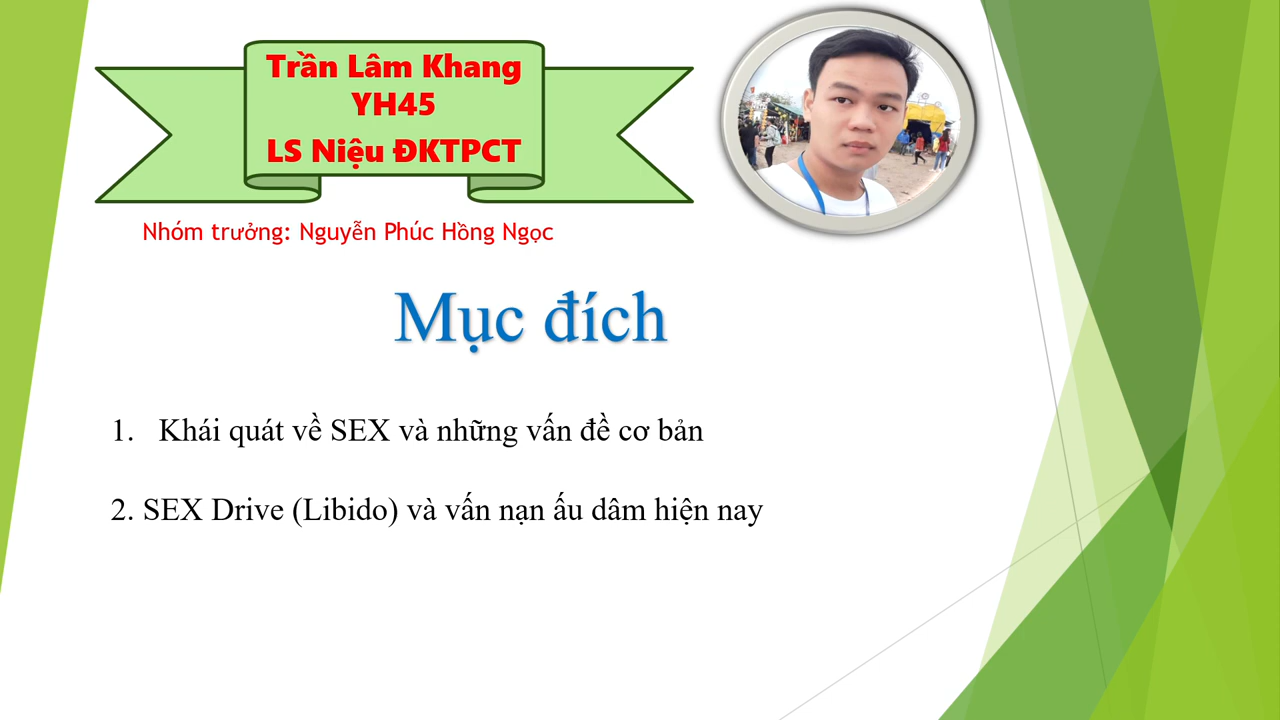 Trần Lâm Khang
YH45
LS Niệu ĐKTPCT
Nhóm trưởng: Nguyễn Phúc Hồng Ngọc
Mục đích
1. Khái quát về SEX và những vấn đề cơ bản
2. SEX Drive (Libido) và vấn nạn ấu dâm hiện nay